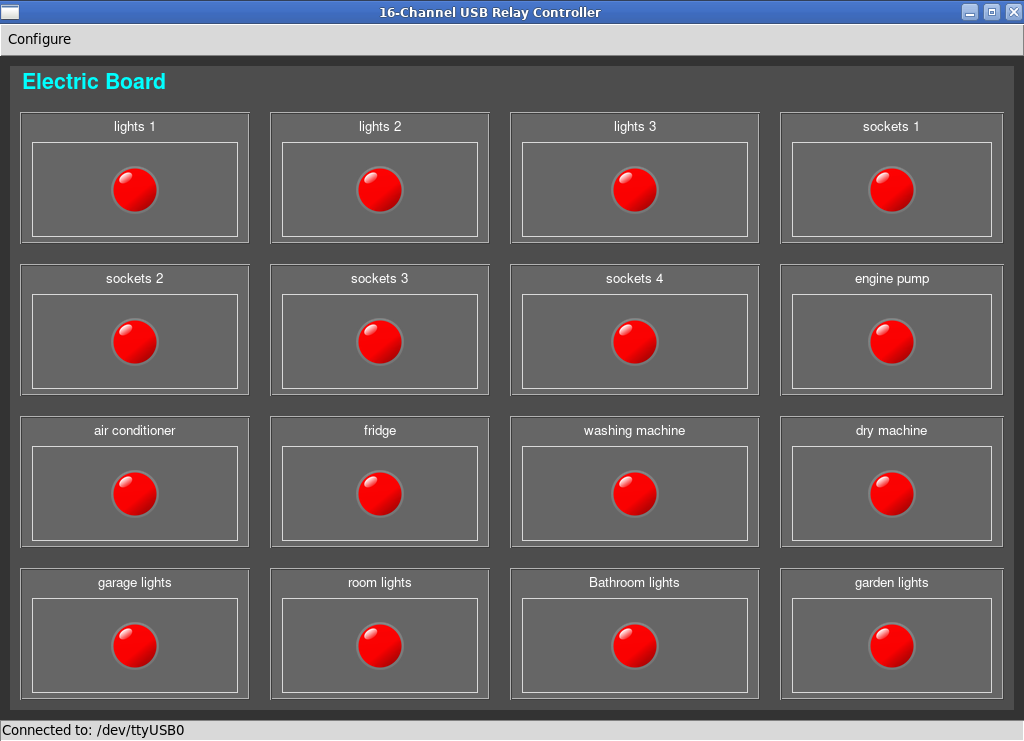 16-Channel USB Relay Controller
Configure
Electric Board
lights 1
lights 2
lights 3
sockets 1
sockets 2
sockets 3
sockets 4
engine pump
air conditioner
fridge
washing machine
dry machine
garage lights
room lights
Bathroom lights
garden lights
Connected to: /dev/ttyUSB0